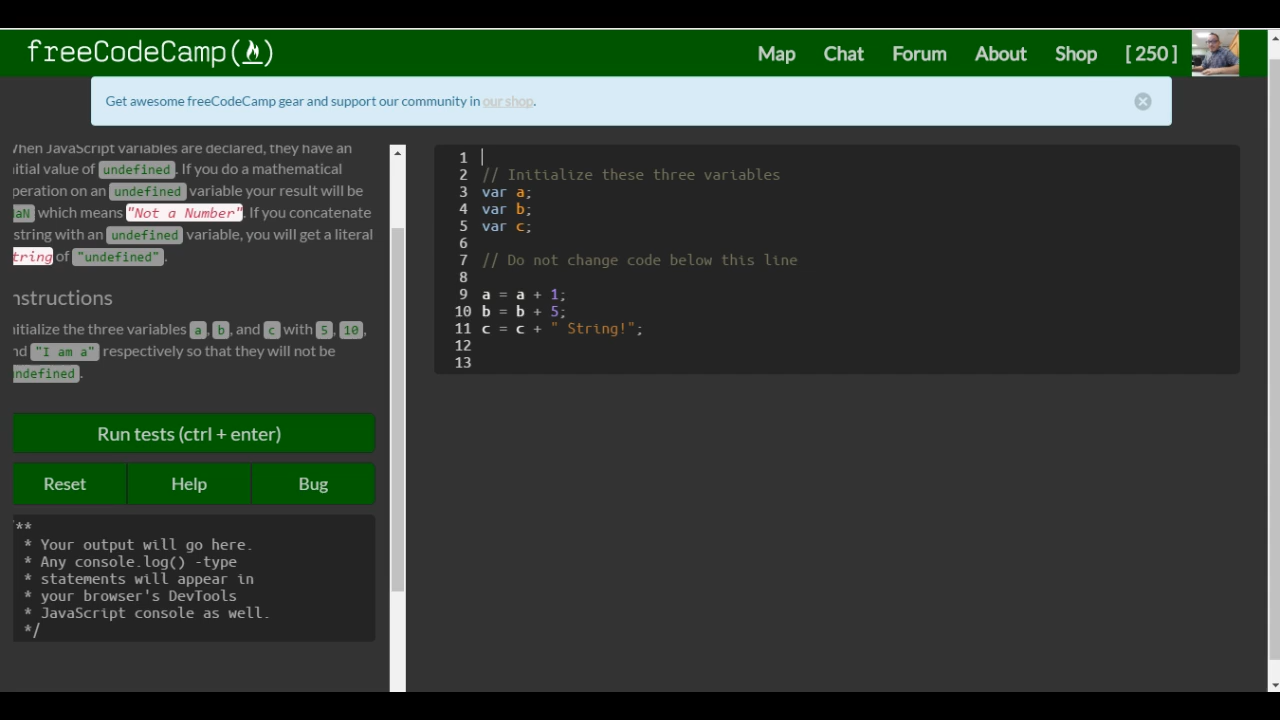 freeCodeCamp
Map Chat Forum About Shop [ 250 ]
Get awesome freeCodeCamp gear and support our community in our shop.
JavaScript variables are declared, they have an
value of undefined. If you do a mathematical
on an undefined variable your result will be
which means "Not a Number". If you concatenate
string with an undefined variable, you will get a literal
of "undefined".
the three variables a, b, and c with 5, 10,
"I am a" respectively so that they will not be
Run tests (ctrl + enter)
Reset Help Bug
/**
* Your output will go here.
* Any console.log() -type
* statements will appear in
* your browser's DevTools
* JavaScript console as well.
*/
1
2 // Initialize these three variables
3 var a;
4 var b;
5 var c;
6
7 // Do not change code below this line
8
9 a = a + 1;
10 b = b + 5;
11 c = c + " String!";
12
13